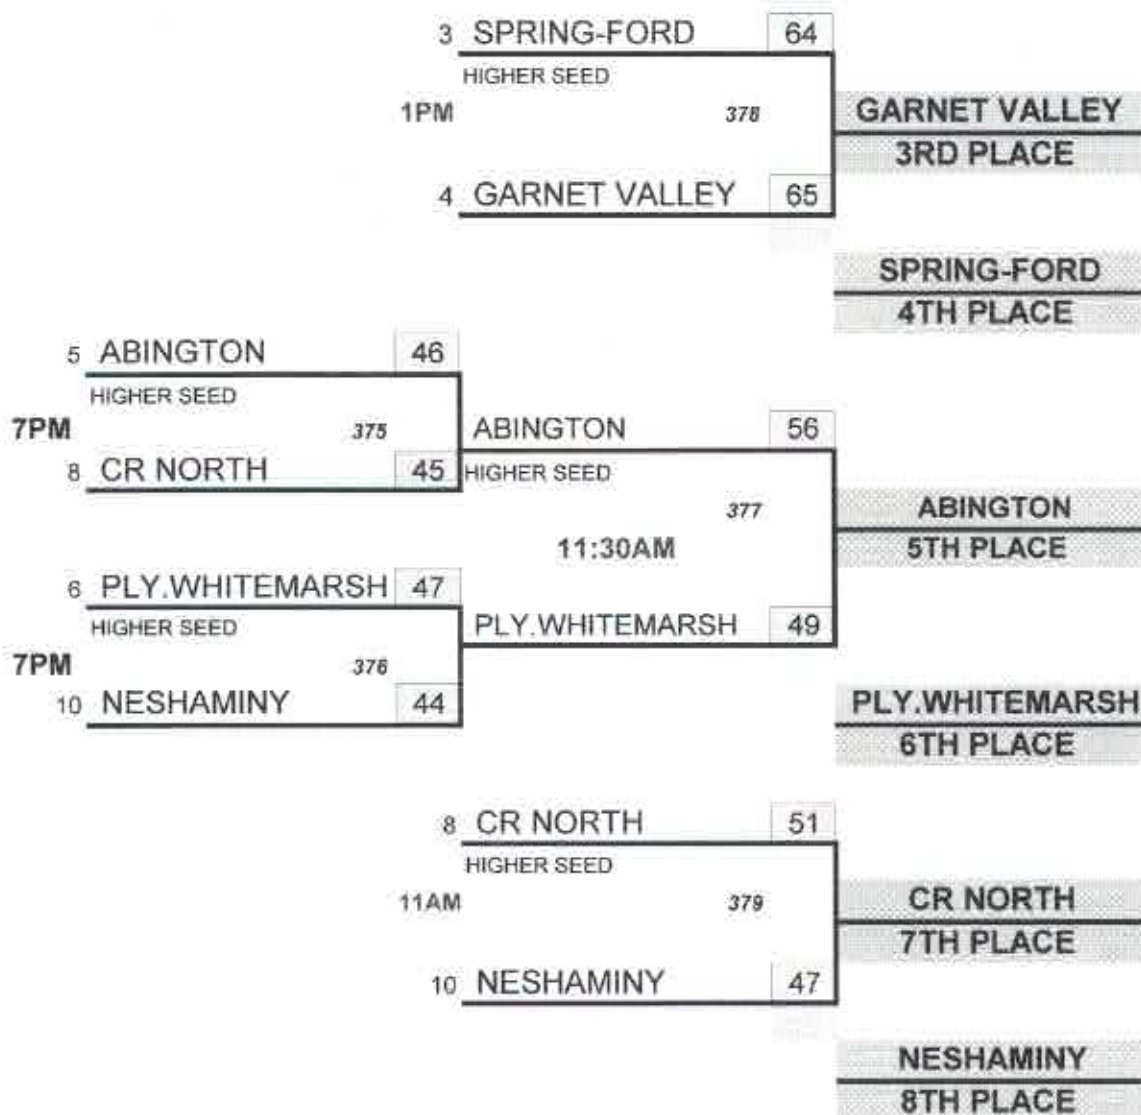 3 SPRING-FORD 64
HIGHER SEED
1PM 378
GARNET VALLEY
3RD PLACE
4 GARNET VALLEY 65
SPRING-FORD
4TH PLACE
5 ABINGTON 46
HIGHER SEED
7PM 375
8 CR NORTH 45
ABINGTON 56
HIGHER SEED
377
11:30AM
ABINGTON
5TH PLACE
6 PLY.WHITEMARSH 47
HIGHER SEED
7PM 376
10 NESHAMINY 44
PLY.WHITEMARSH 49
PLY.WHITEMARSH
6TH PLACE
8 CR NORTH 51
HIGHER SEED
11AM 379
CR NORTH
7TH PLACE
10 NESHAMINY 47
NESHAMINY
8TH PLACE